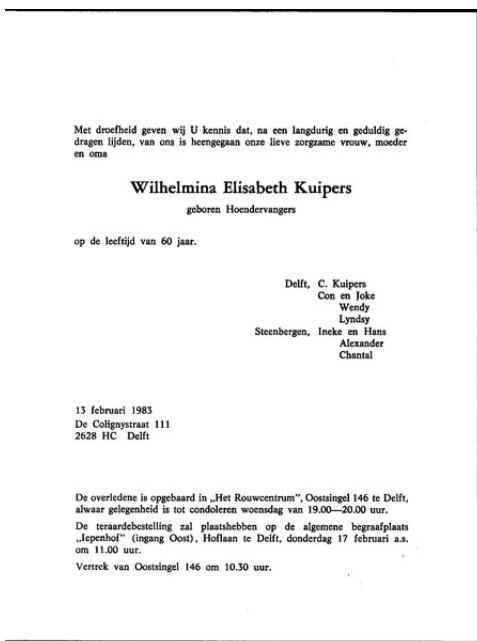 Met droefheid geven wij U kennis dat, na een langdurig en geduldig ge-
dragen lijden, van ons is heengegaan onze lieve zorgzame vrouw, moeder
en oma
Wilhelmina Elisabeth Kuipers
geboren Hoendervangers
op de leeftijd van 60 jaar.
Delft, C. Kuipers
Con en Joke
Wendy
Lyndsy
Steenbergen, Ineke en Hans
Alexander
Chantal
13 februari 1983
De Colignystraat 111
2628 HC Delft
De overledene is opgebaard in „Het Rouwcentrum”, Oostsingel 146 te Delft,
alwaar gelegenheid is tot condoleren woensdag van 19.00—20.00 uur.
De teraardebestelling zal plaatshebben op de algemene begraafplaats
„Iepenhof” (ingang Oost), Hoflaan te Delft, donderdag 17 februari a.s.
om 11.00 uur.
Vertrek van Oostsingel 146 om 10.30 uur.